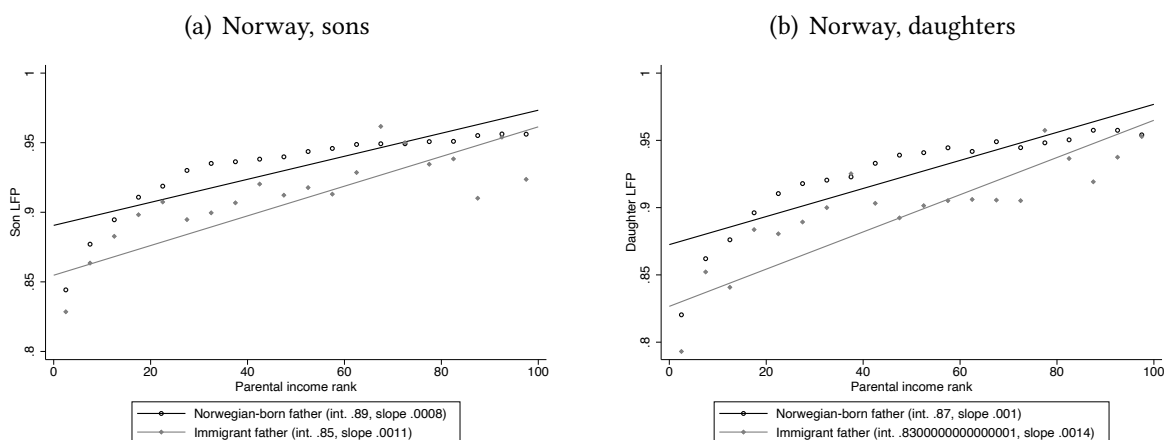 (a) Norway, sons
1
.95
.9
.85
.8
Son LFP
0 20 40 60 80 100
Parental income rank
Norwegian-born father (int. .89, slope .0008)
Immigrant father (int. .85, slope .0011)
(b) Norway, daughters
1
.95
.9
.85
.8
Daughter LFP
0 20 40 60 80 100
Parental income rank
Norwegian-born father (int. .87, slope .001)
Immigrant father (int. .8300000000000001, slope .0014)